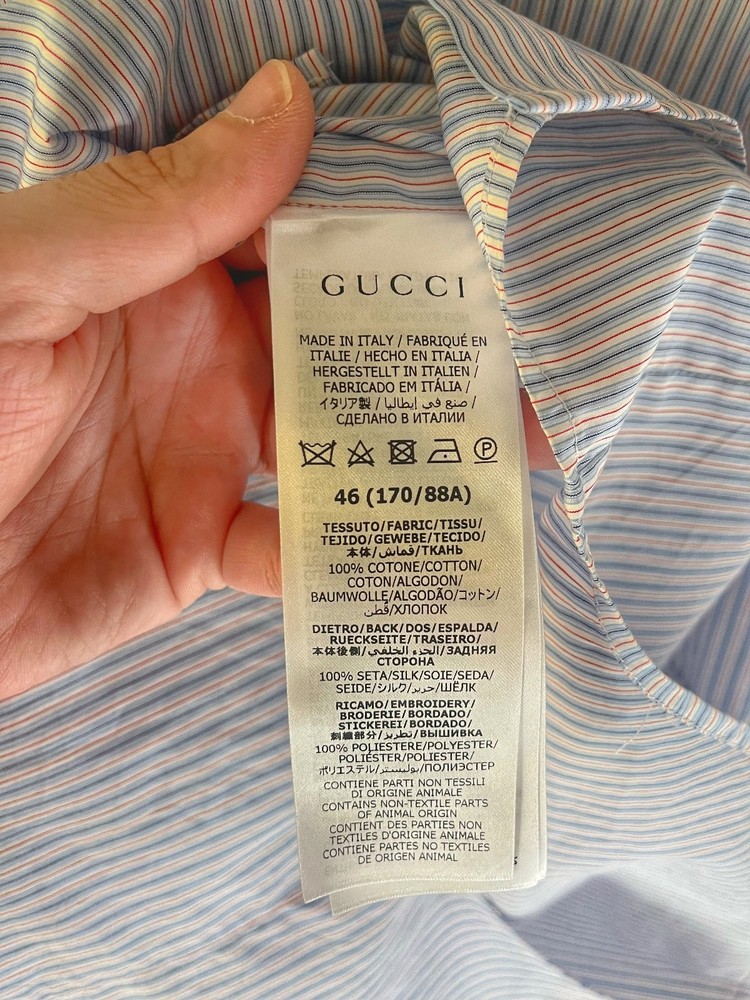 GUCCI
MADE IN ITALY / FABRIQUÉ EN
ITALIE / HECHO EN ITALIA /
HERGESTELLT IN ITALIEN /
FABRICADO EM ITÁLIA /
イタリア製 / صنع في إيطاليا /
СДЕЛАНО В ИТАЛИИ
P
46 (170/88A)
TESSUTO/FABRIC/TISSU/
TEJIDO/GEWEBE/TECIDO/
本体/قماش/ТКАНЬ
100% COTONE/COTTON/
COTON/ALGODON/
BAUMWOLLE/ALGODÃO/コットン/
قطن/ХЛОПОК
DIETRO/BACK/DOS/ESPALDA/
RUECKSEITE/TRASEIRO/
本体後側/الجزء الخلفي/ЗАДНЯЯ
СТОРОНА
100% SETA/SILK/SOIE/SEDA/
SEIDE/シルク/حرير/ШЁЛК
RICAMO/EMBROIDERY/
BRODERIE/BORDADO/
STICKEREI/BORDADO/
刺繍部分/تطريز/ВЫШИВКА
100% POLIESTERE/POLYESTER/
POLIÉSTER/POLIESTER/
ポリエステル/بوليستر/ПОЛИЭСТЕР
CONTIENE PARTI NON TESSILI
DI ORIGINE ANIMALE
CONTAINS NON-TEXTILE PARTS
OF ANIMAL ORIGIN
CONTIENT DES PARTIES NON
TEXTILES D'ORIGINE ANIMALE
CONTIENE PARTES NO TEXTILES
DE ORIGEN ANIMAL